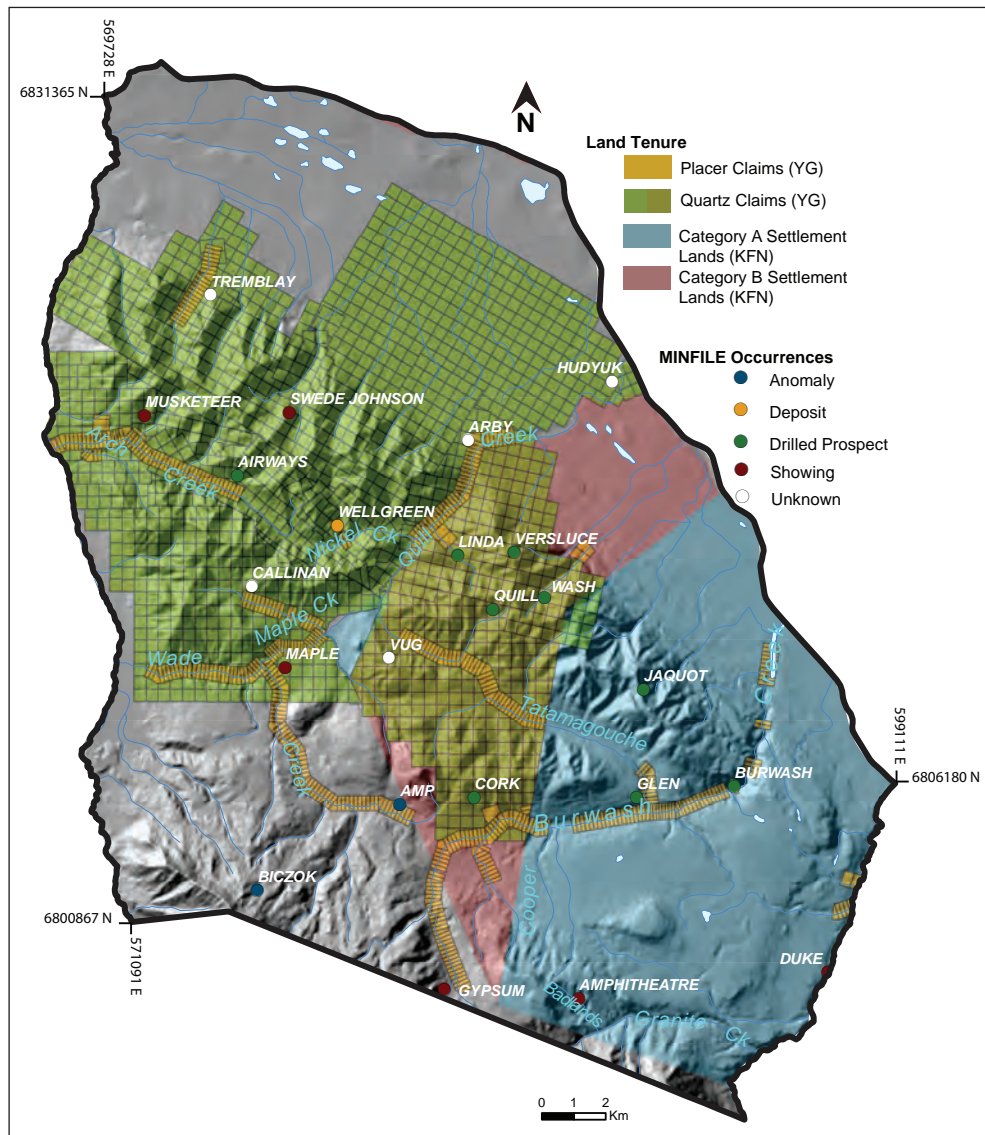 569728 E
6831365 N
N
Land Tenure
Placer Claims (YG)
Quartz Claims (YG)
Category A Settlement
Lands (KFN)
Category B Settlement
Lands (KFN)
MINFILE Occurrences
Anomaly
Deposit
Drilled Prospect
Showing
Unknown
TREMBLAY
HUDYUK
MUSKETEER
SWEDE JOHNSON
ARBY
Creek
Arch
Creek
AIRWAYS
WELLGREEN
Nickel
Ck
Quill
LINDA
VERSLUCE
CALLINAN
QUILL
WASH
Maple Ck
Wade
MAPLE
VUG
JAQUOT
Creek
Tatamagouche
599111 E
6806180 N
Creek
AMP
CORK
GLEN
BURWASH
Burwash
BICZOK
Cooper
6800867 N
571091 E
DUKE
GYPSUM
AMPHITHEATRE
Badlands
Granite Ck
0 1 2
Km